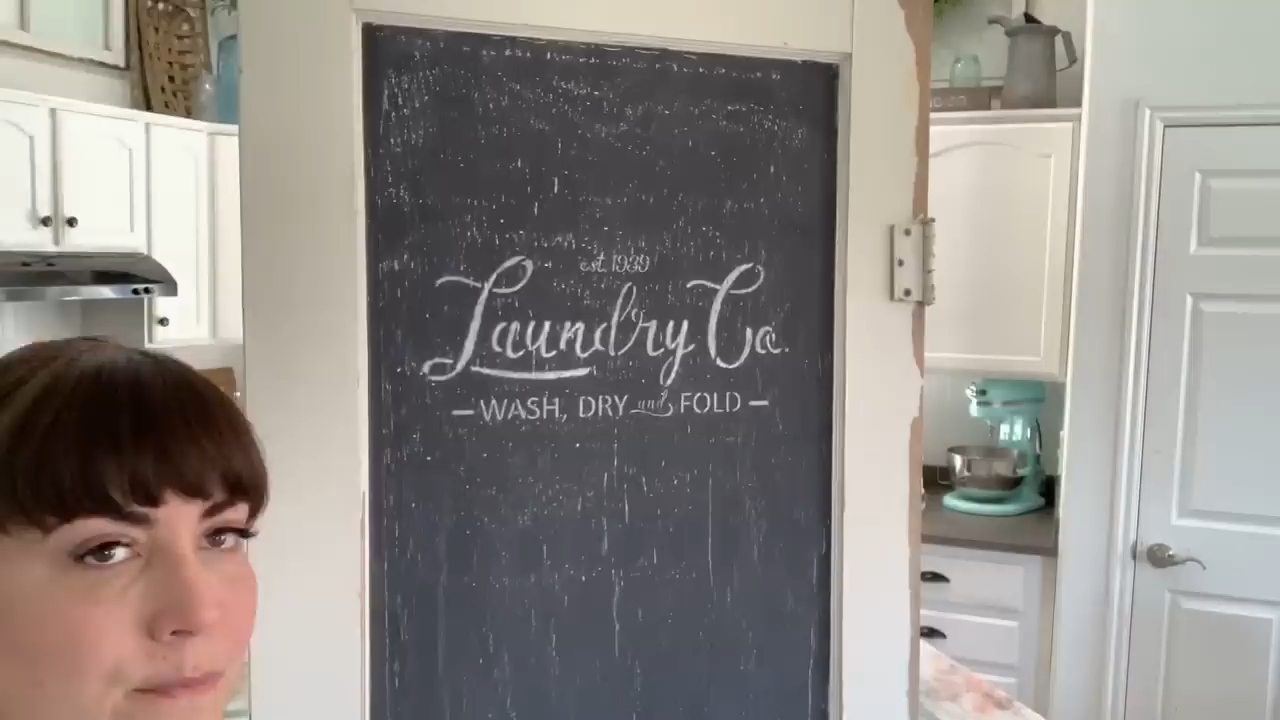 est. 1939
Laundry Co.
— WASH, DRY and FOLD —